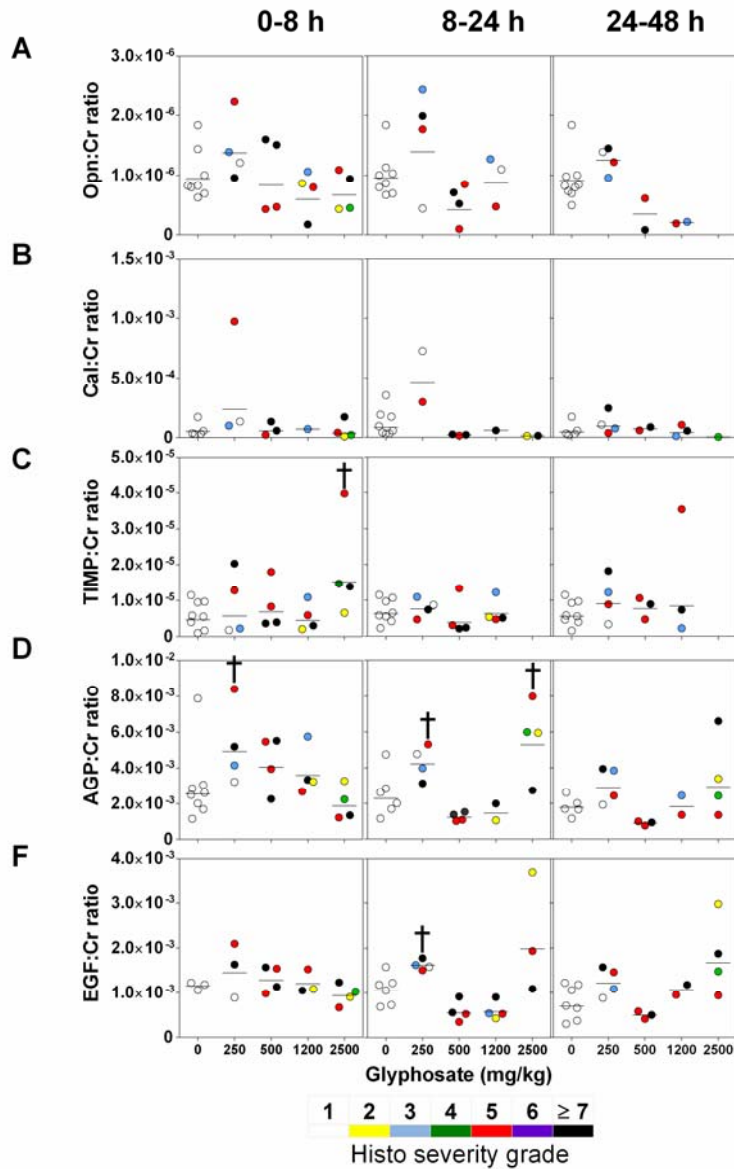 0-8 h 8-24 h 24-48 h
A
Opn:Cr ratio
3.0×10⁻⁶
2.0×10⁻⁶
1.0×10⁻⁶
0
B
Cal:Cr ratio
1.5×10⁻³
1.0×10⁻³
5.0×10⁻⁴
0
C
TIMP:Cr ratio
5.0×10⁻⁵
4.0×10⁻⁵
3.0×10⁻⁵
2.0×10⁻⁵
1.0×10⁻⁵
0
†
D
AGP:Cr ratio
1.0×10⁻²
8.0×10⁻³
6.0×10⁻³
4.0×10⁻³
2.0×10⁻³
0
† † †
F
EGF:Cr ratio
4.0×10⁻³
3.0×10⁻³
2.0×10⁻³
1.0×10⁻³
0
†
0 250 500 1200 2500 0 250 500 1200 2500 0 250 500 1200 2500
Glyphosate (mg/kg)
1 2 3 4 5 6 ≥ 7
Histo severity grade